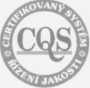 CERTIFIKOVANÝ SYSTÉM
CQS
ŘÍZENÍ JAKOSTI